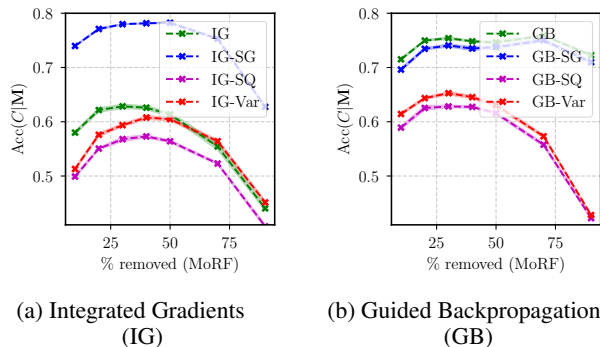 0.8
0.7
0.6
0.5
Acc(C|M)
IG
IG-SG
IG-SQ
IG-Var
25
50
75
% removed (MoRF)
(a) Integrated Gradients
(IG)
0.8
0.7
0.6
0.5
Acc(C|M)
GB
GB-SG
GB-SQ
GB-Var
25
50
75
% removed (MoRF)
(b) Guided Backpropagation
(GB)